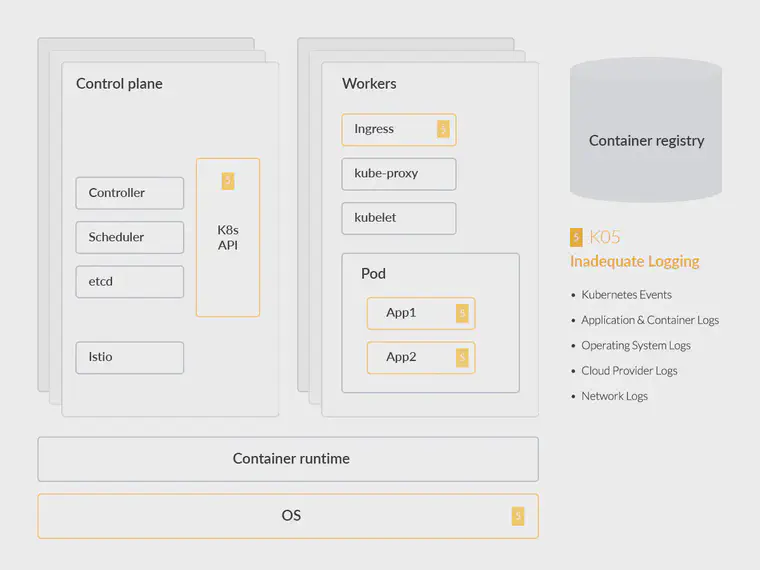 Control plane
Controller
Scheduler
etcd
Istio
5
K8s
API
Workers
Ingress 5
kube-proxy
kubelet
Pod
App1 5
App2 5
Container runtime
OS 5
Container registry
5 K05
Inadequate Logging
• Kubernetes Events
• Application & Container Logs
• Operating System Logs
• Cloud Provider Logs
• Network Logs